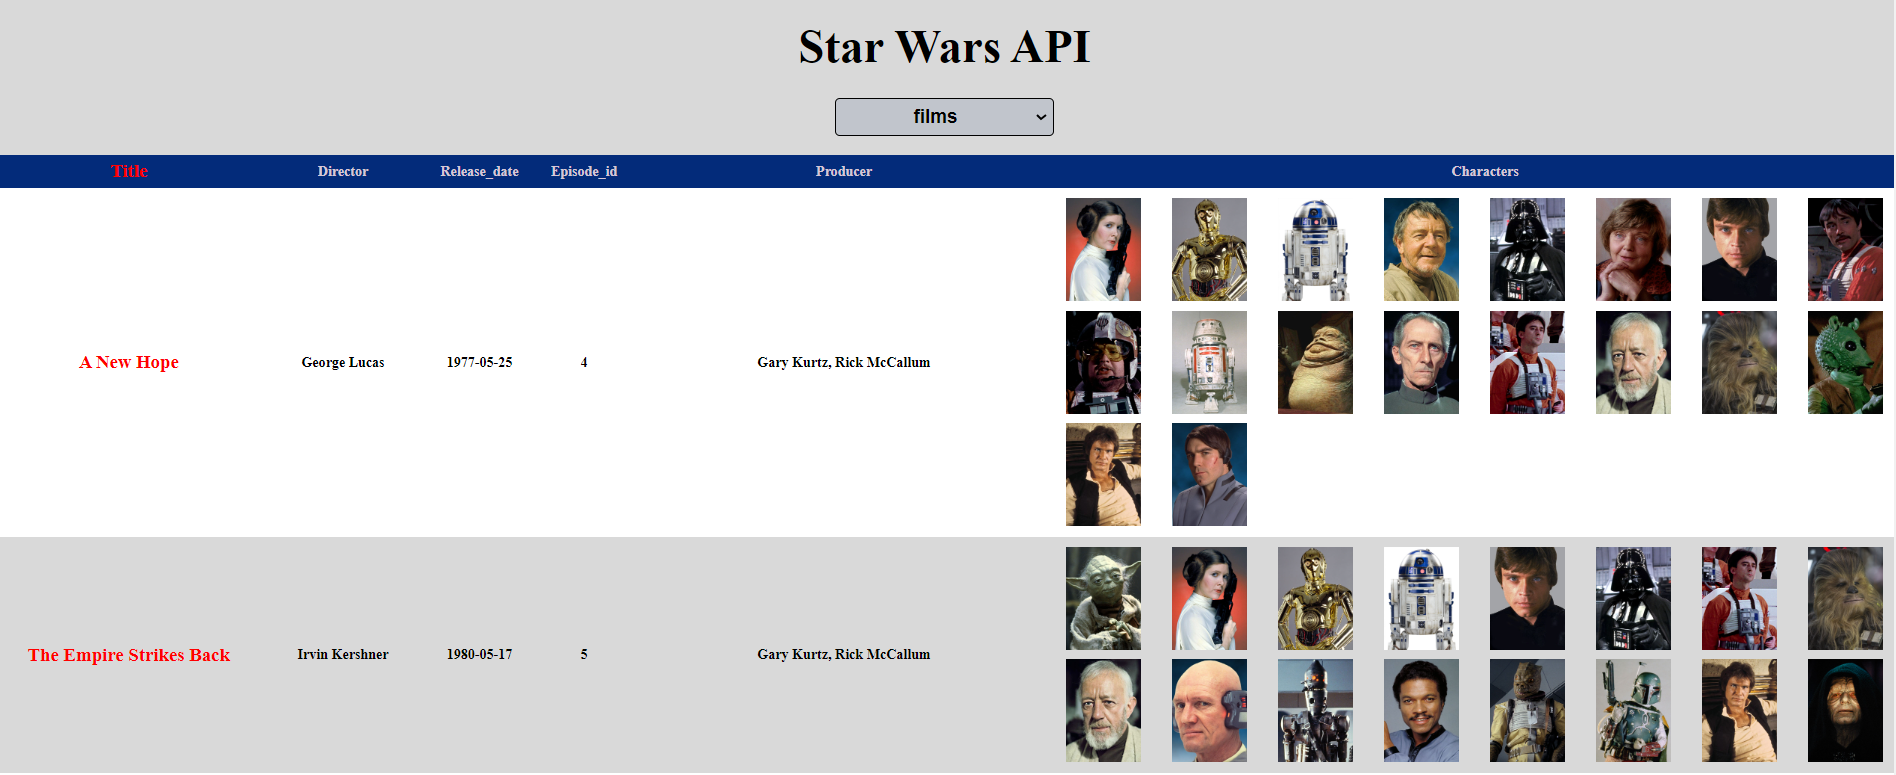 Star Wars API
films
Title Director Release_date Episode_id Producer Characters
A New Hope George Lucas 1977-05-25 4 Gary Kurtz, Rick McCallum
The Empire Strikes Back Irvin Kershner 1980-05-17 5 Gary Kurtz, Rick McCallum